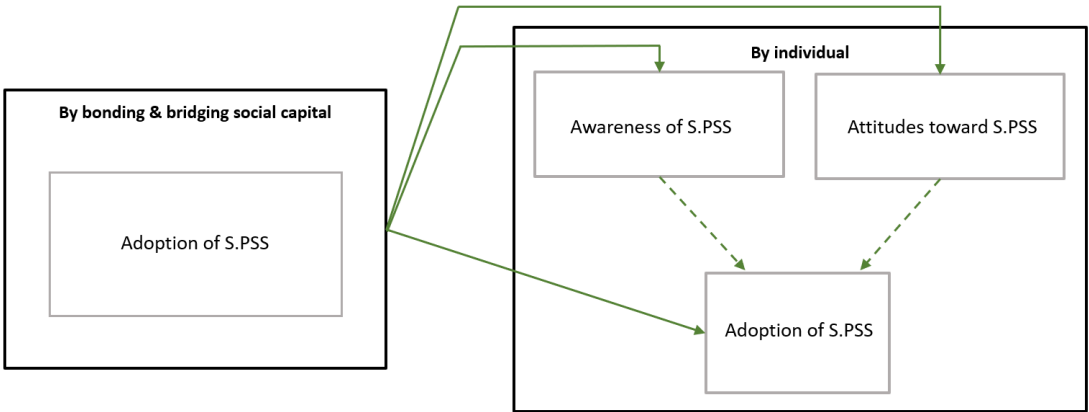 By individual
Awareness of S.PSS
Attitudes toward S.PSS
By bonding & bridging social capital
Adoption of S.PSS
Adoption of S.PSS